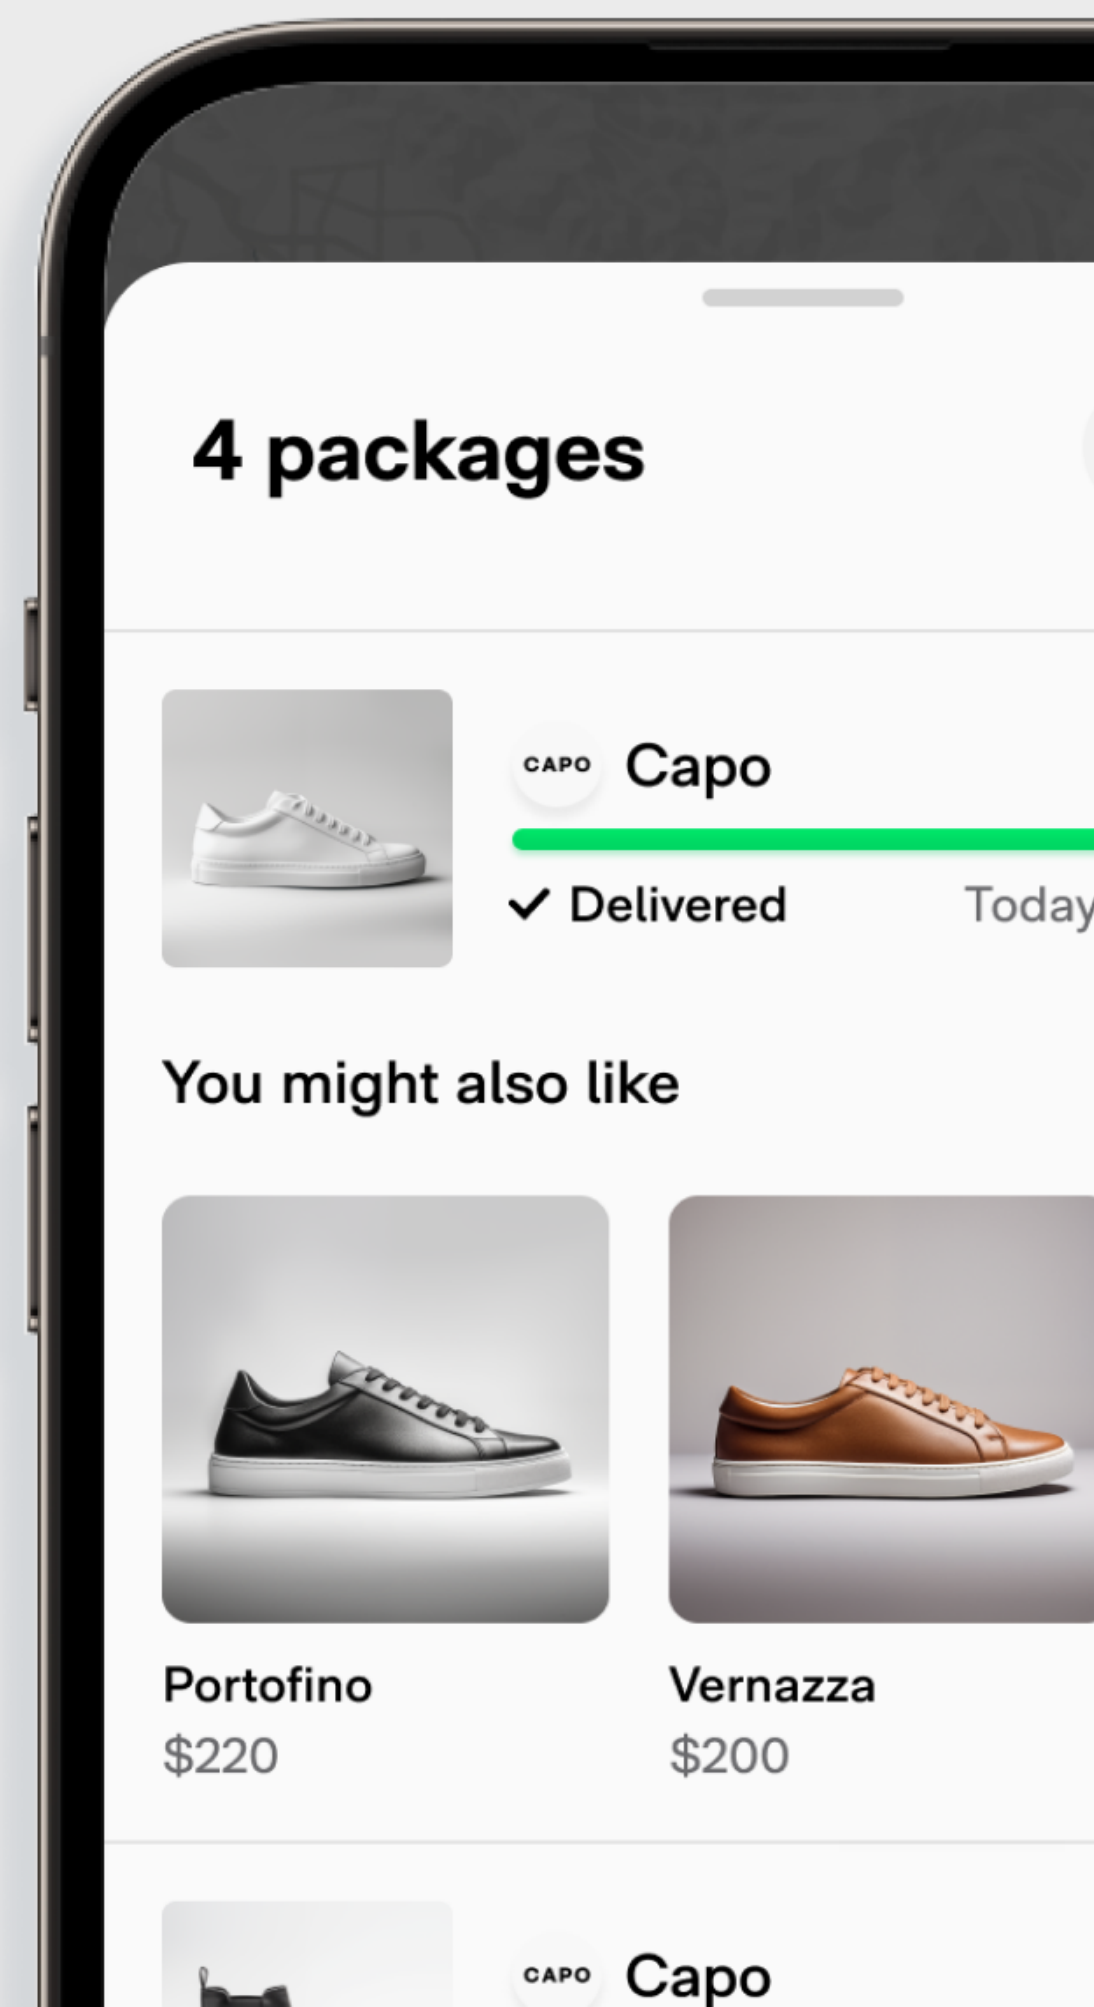 4 packages
CAPO Capo
Delivered Today
You might also like
Portofino Vernazza
$220 $200
CAPO Capo